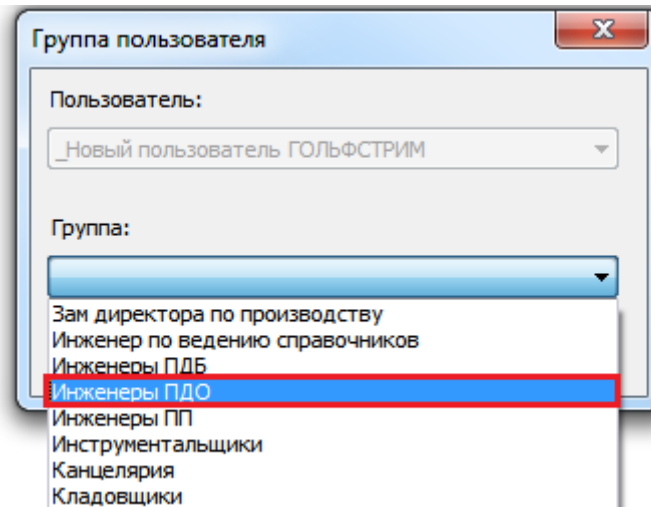 Группа пользователя
Пользователь:
_Новый пользователь ГОЛЬФСТРИМ
Группа:
Зам директора по производству
Инженер по ведению справочников
Инженеры ПДБ
Инженеры ПДО
Инженеры ПП
Инструментальщики
Канцелярия
Кладовщики